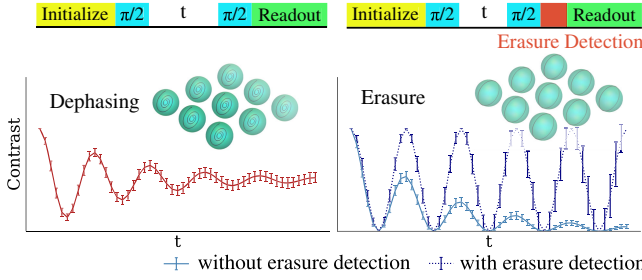 Initialize π/2 t π/2 Readout
Initialize π/2 t π/2 Readout
Erasure Detection
Dephasing
Erasure
Contrast
t
t
without erasure detection
with erasure detection